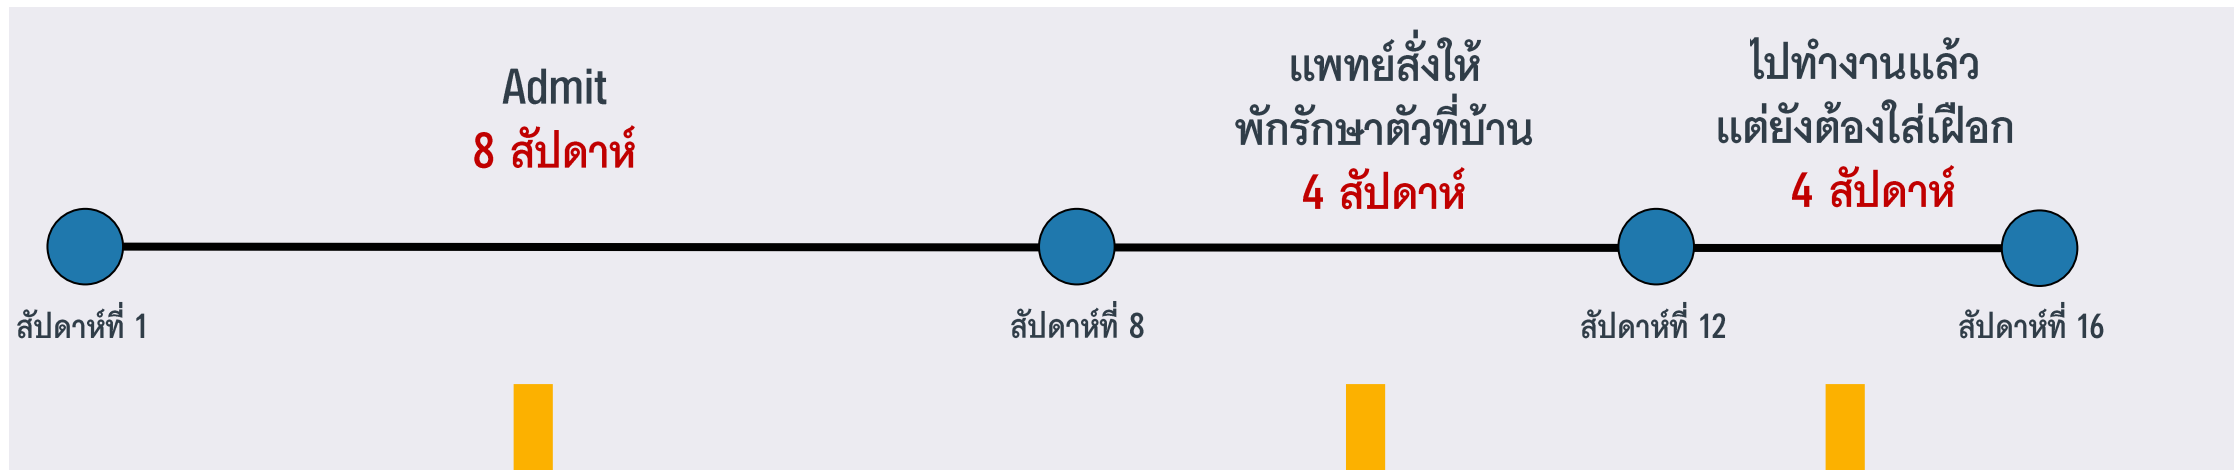 Admit
8 สัปดาห์
แพทย์สั่งให้
พักรักษาตัวที่บ้าน
4 สัปดาห์
ไปทำงานแล้ว
แต่ยังต้องใส่เฝือก
4 สัปดาห์
สัปดาห์ที่ 1
สัปดาห์ที่ 8
สัปดาห์ที่ 12
สัปดาห์ที่ 16